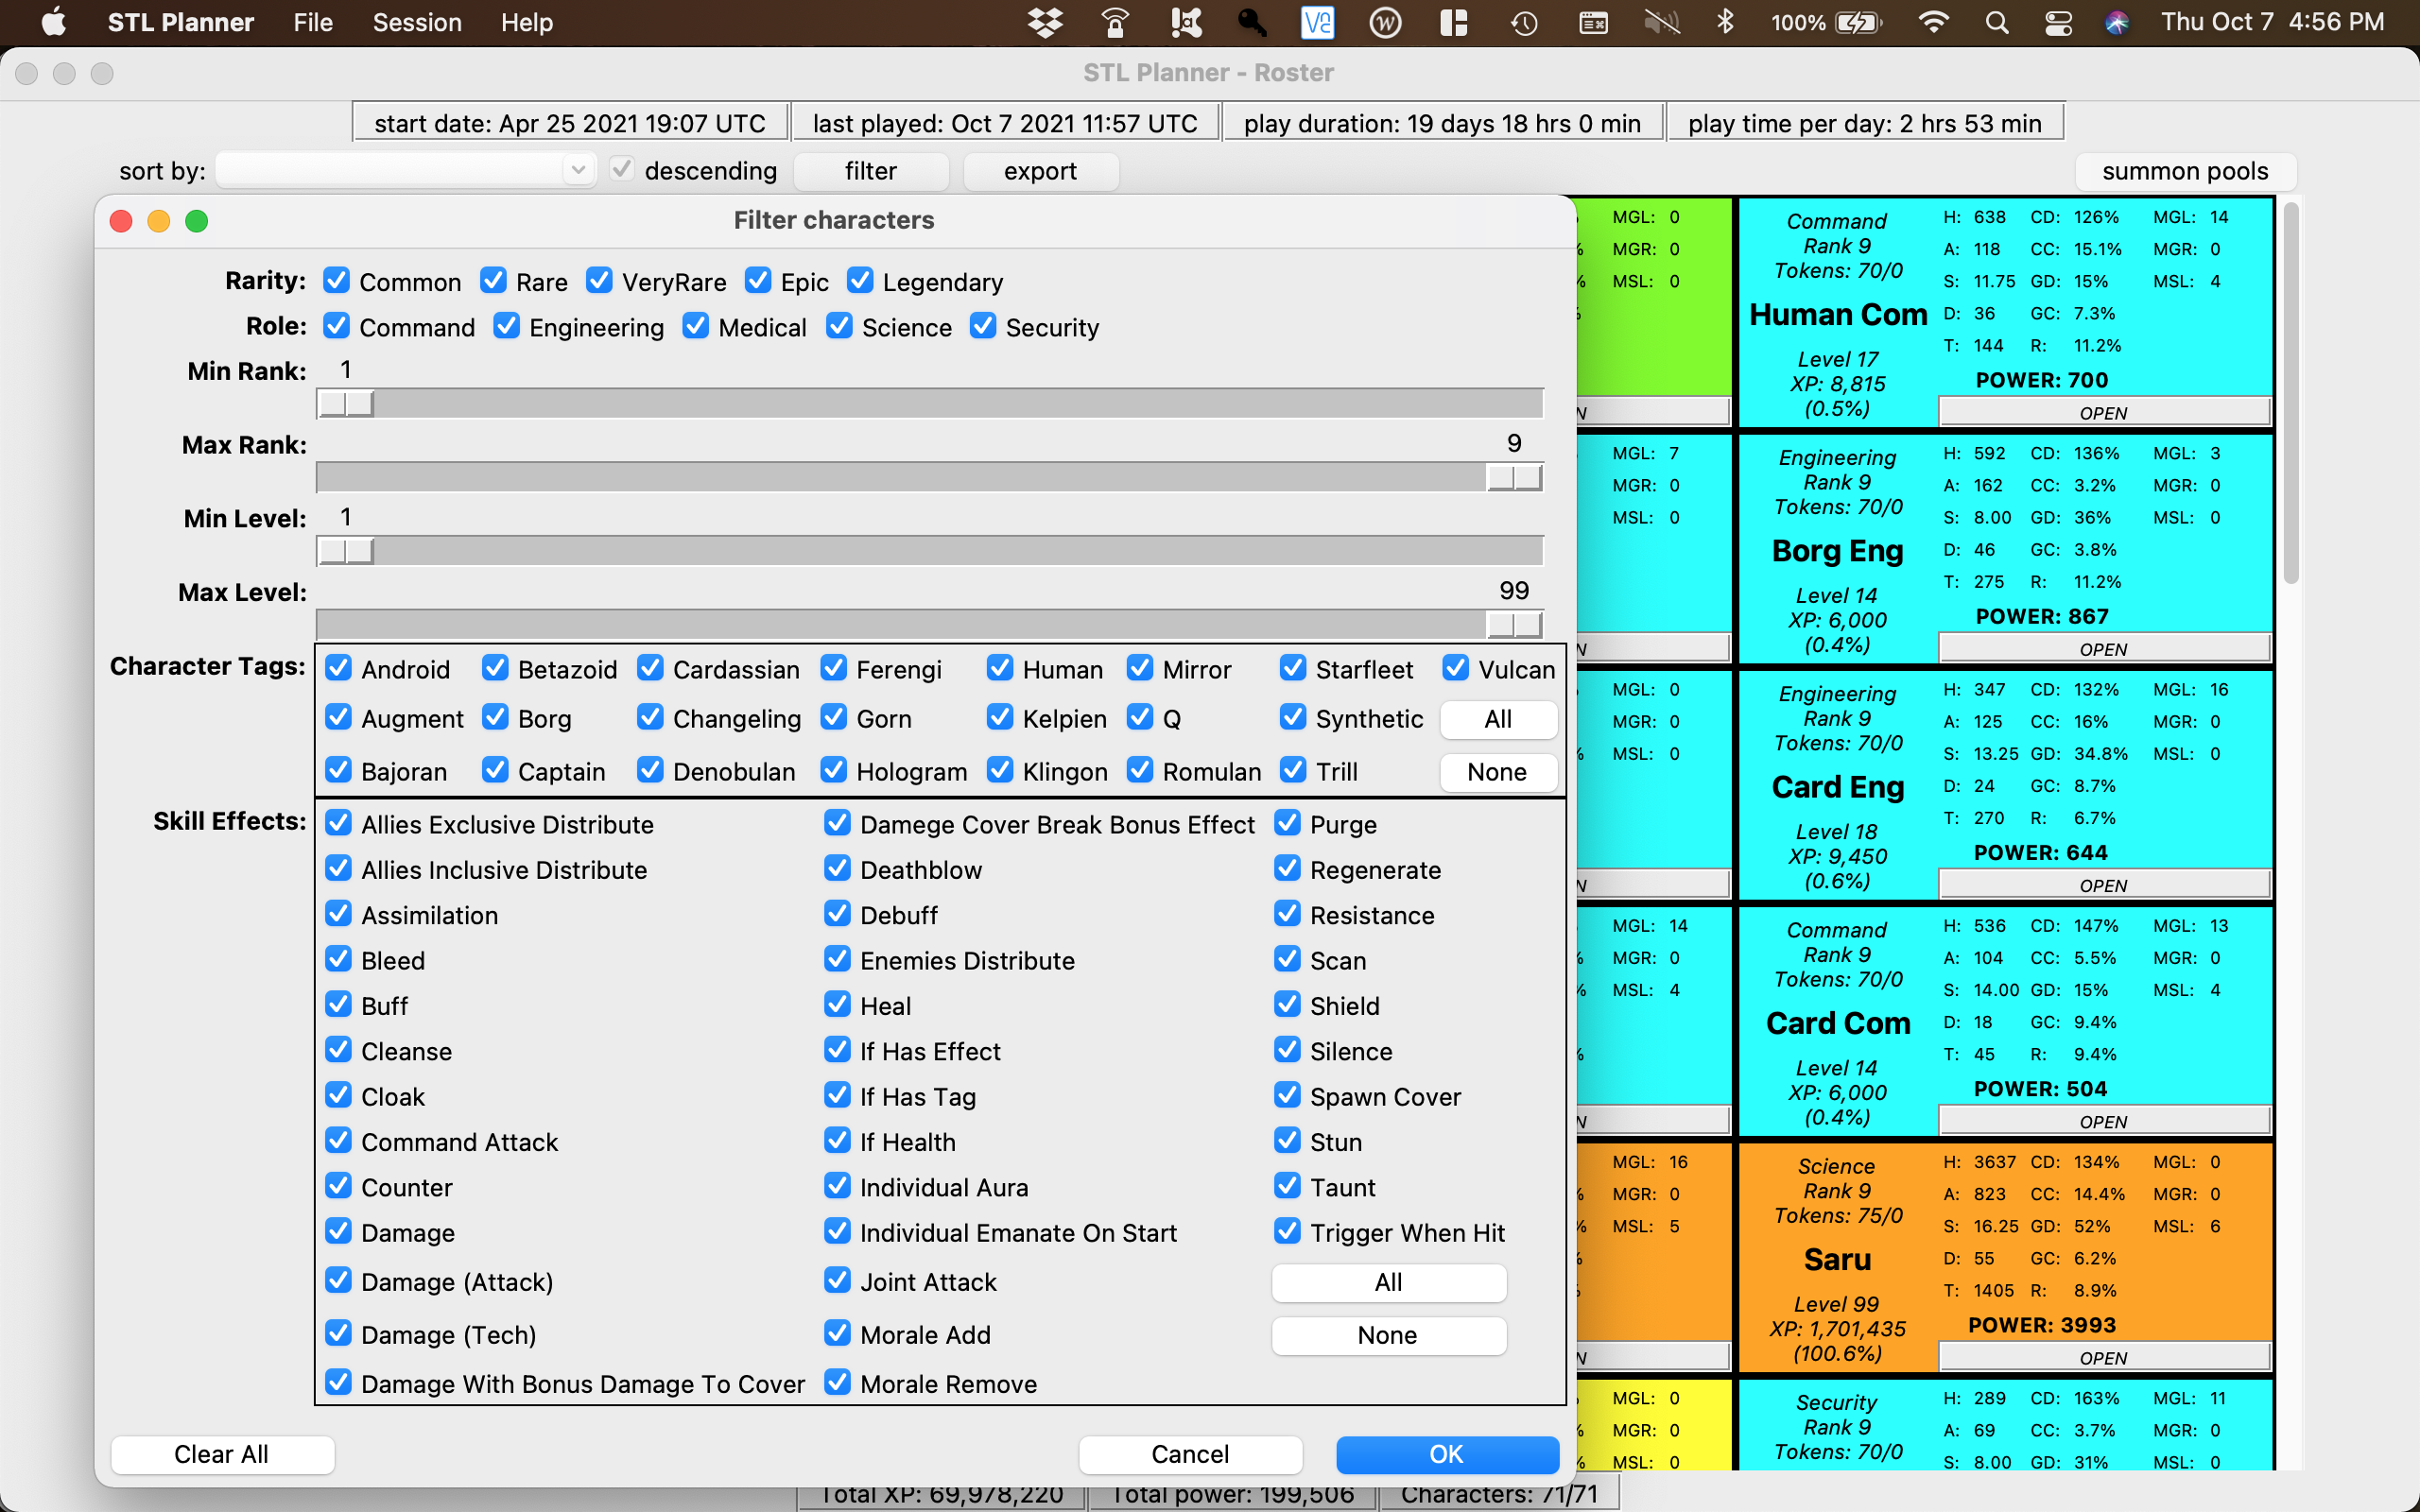 STL Planner File Session Help 100% Thu Oct 7 4:56 PM
STL Planner - Roster
start date: Apr 25 2021 19:07 UTC last played: Oct 7 2021 11:57 UTC play duration: 19 days 18 hrs 0 min play time per day: 2 hrs 53 min
sort by: descending filter export summon pools
Filter characters
Rarity: Common Rare VeryRare Epic Legendary
Role: Command Engineering Medical Science Security
Min Rank: 1
Max Rank: 9
Min Level: 1
Max Level: 99
Character Tags: Android Betazoid Cardassian Ferengi Human Mirror Starfleet Vulcan
Augment Borg Changeling Gorn Kelpien Q Synthetic All
Bajoran Captain Denobulan Hologram Klingon Romulan Trill None
Skill Effects: Allies Exclusive Distribute Damege Cover Break Bonus Effect Purge
Allies Inclusive Distribute Deathblow Regenerate
Assimilation Debuff Resistance
Bleed Enemies Distribute Scan
Buff Heal Shield
Cleanse If Has Effect Silence
Cloak If Has Tag Spawn Cover
Command Attack If Health Stun
Counter Individual Aura Taunt
Damage Individual Emanate On Start Trigger When Hit
Damage (Attack) Joint Attack All
Damage (Tech) Morale Add None
Damage With Bonus Damage To Cover Morale Remove
Clear All Cancel OK
MGL: 0
MGR: 0
MSL: 0
Command
Rank 9
Tokens: 70/0
Human Com
Level 17
XP: 8,815
(0.5%)
H: 638 CD: 126% MGL: 14
A: 118 CC: 15.1% MGR: 0
S: 11.75 GD: 15% MSL: 4
D: 36 GC: 7.3%
T: 144 R: 11.2%
POWER: 700
OPEN
MGL: 7
MGR: 0
MSL: 0
Engineering
Rank 9
Tokens: 70/0
Borg Eng
Level 14
XP: 6,000
(0.4%)
H: 592 CD: 136% MGL: 3
A: 162 CC: 3.2% MGR: 0
S: 8.00 GD: 36% MSL: 0
D: 46 GC: 3.8%
T: 275 R: 11.2%
POWER: 867
OPEN
MGL: 0
MGR: 0
MSL: 0
Engineering
Rank 9
Tokens: 70/0
Card Eng
Level 18
XP: 9,450
(0.6%)
H: 347 CD: 132% MGL: 16
A: 125 CC: 16% MGR: 0
S: 13.25 GD: 34.8% MSL: 0
D: 24 GC: 8.7%
T: 270 R: 6.7%
POWER: 644
OPEN
MGL: 14
MGR: 0
MSL: 4
Command
Rank 9
Tokens: 70/0
Card Com
Level 14
XP: 6,000
(0.4%)
H: 536 CD: 147% MGL: 13
A: 104 CC: 5.5% MGR: 0
S: 14.00 GD: 15% MSL: 4
D: 18 GC: 9.4%
T: 45 R: 9.4%
POWER: 504
OPEN
MGL: 16
MGR: 0
MSL: 5
Science
Rank 9
Tokens: 75/0
Saru
Level 99
XP: 1,701,435
(100.6%)
H: 3637 CD: 134% MGL: 0
A: 823 CC: 14.4% MGR: 0
S: 16.25 GD: 52% MSL: 6
D: 55 GC: 6.2%
T: 1405 R: 8.9%
POWER: 3993
OPEN
MGL: 0
MGR: 0
MSL: 0
Security
Rank 9
Tokens: 70/0
H: 289 CD: 163% MGL: 11
A: 69 CC: 3.7% MGR: 0
S: 8.00 GD: 31% MSL: 0
Total XP: 69,978,220 Total power: 199,506 Characters: 71/71